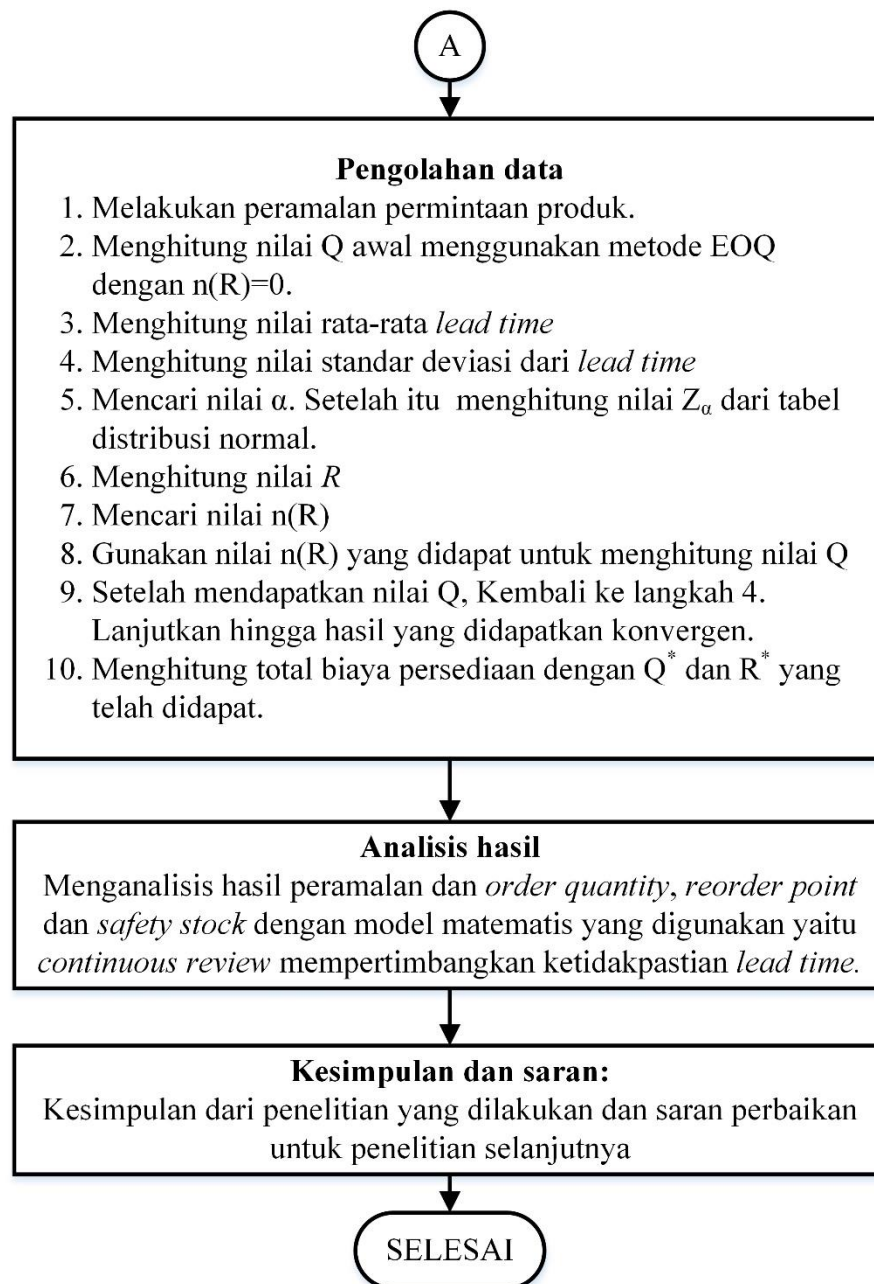 A
Pengolahan data
1. Melakukan peramalan permintaan produk.
2. Menghitung nilai Q awal menggunakan metode EOQ
dengan n(R)=0.
3. Menghitung nilai rata-rata lead time
4. Menghitung nilai standar deviasi dari lead time
5. Mencari nilai α. Setelah itu menghitung nilai Zα dari tabel
distribusi normal.
6. Menghitung nilai R
7. Mencari nilai n(R)
8. Gunakan nilai n(R) yang didapat untuk menghitung nilai Q
9. Setelah mendapatkan nilai Q, Kembali ke langkah 4.
Lanjutkan hingga hasil yang didapatkan konvergen.
10. Menghitung total biaya persediaan dengan Q* dan R* yang
telah didapat.
Analisis hasil
Menganalisis hasil peramalan dan order quantity, reorder point
dan safety stock dengan model matematis yang digunakan yaitu
continuous review mempertimbangkan ketidakpastian lead time.
Kesimpulan dan saran:
Kesimpulan dari penelitian yang dilakukan dan saran perbaikan
untuk penelitian selanjutnya
SELESAI